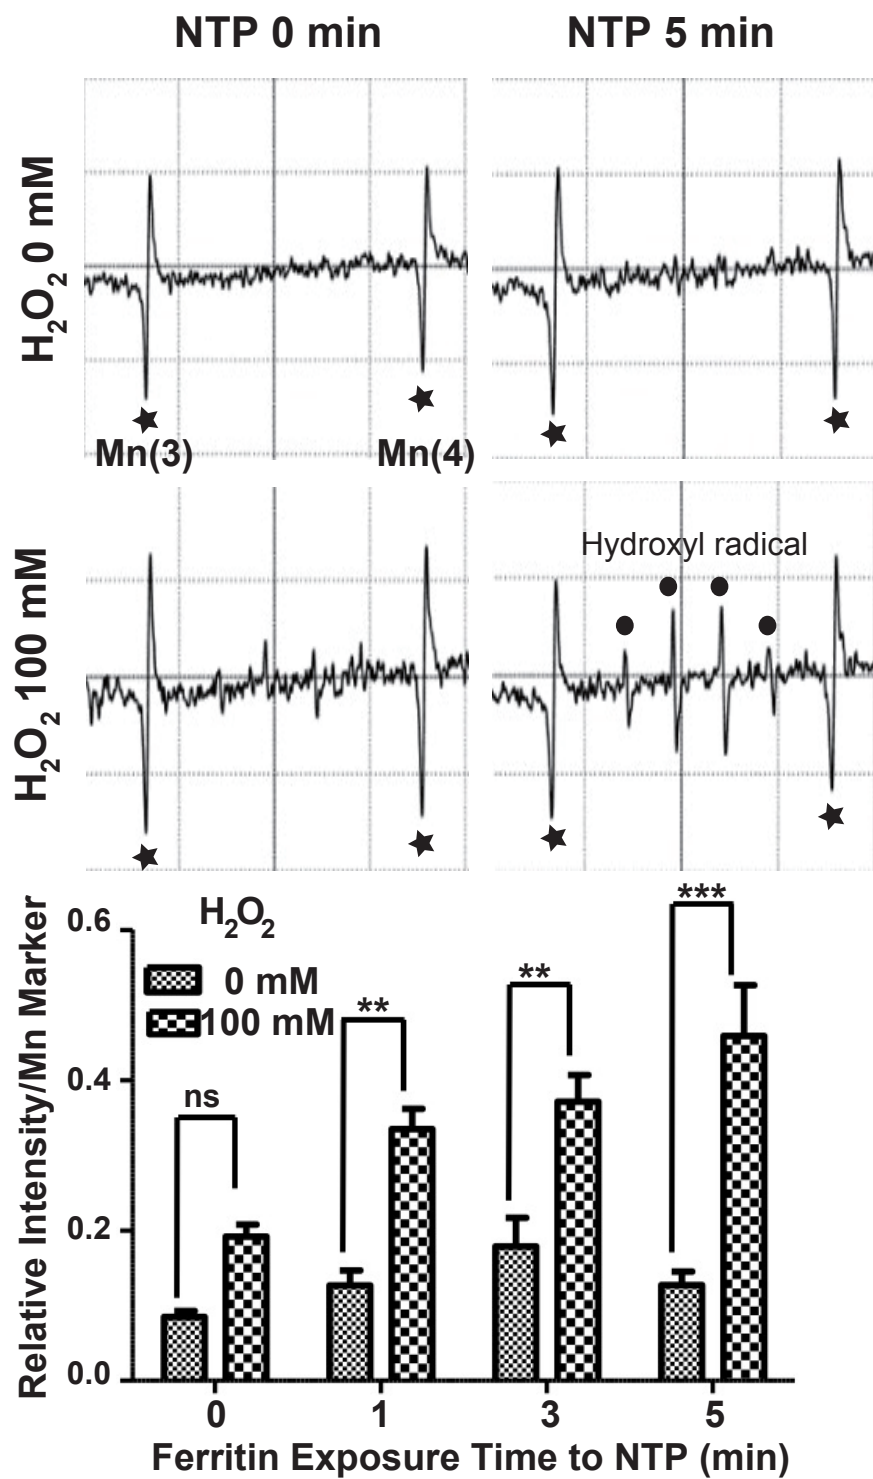 NTP 0 min
NTP 5 min
H₂O₂ 0 mM
Mn(3)
Mn(4)
H₂O₂ 100 mM
Hydroxyl radical
Relative Intensity/Mn Marker
0.6
0.4
0.2
0.0
H₂O₂
0 mM
100 mM
ns
**
**
***
0
1
3
5
Ferritin Exposure Time to NTP (min)